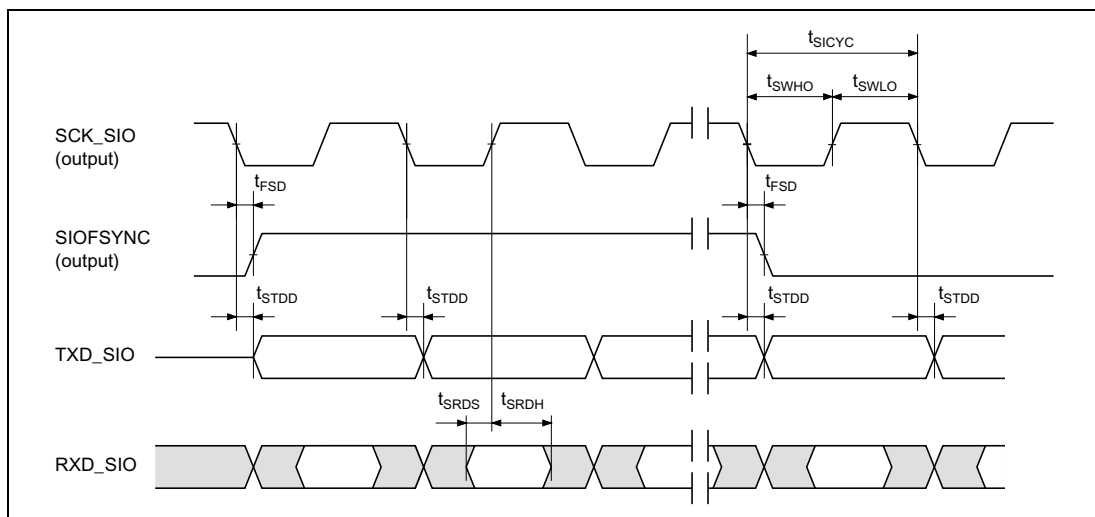 tSICYC
tSWHO tSWLO
SCK_SIO
(output)
tFSD tFSD
SIOFSYNC
(output)
tSTDD tSTDD tSTDD tSTDD
TXD_SIO
tSRDS tSRDH
RXD_SIO